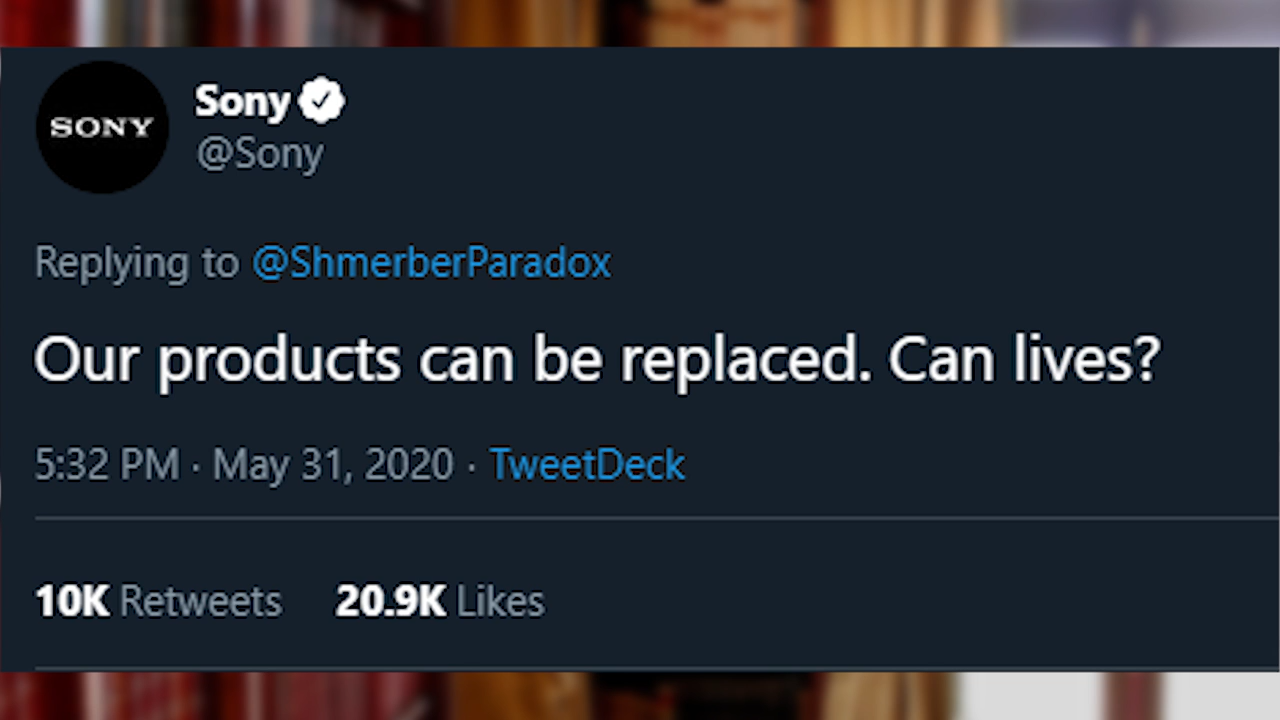 SONY
Sony
@Sony
Replying to @ShmerberParadox
Our products can be replaced. Can lives?
5:32 PM · May 31, 2020 · TweetDeck
10K Retweets 20.9K Likes